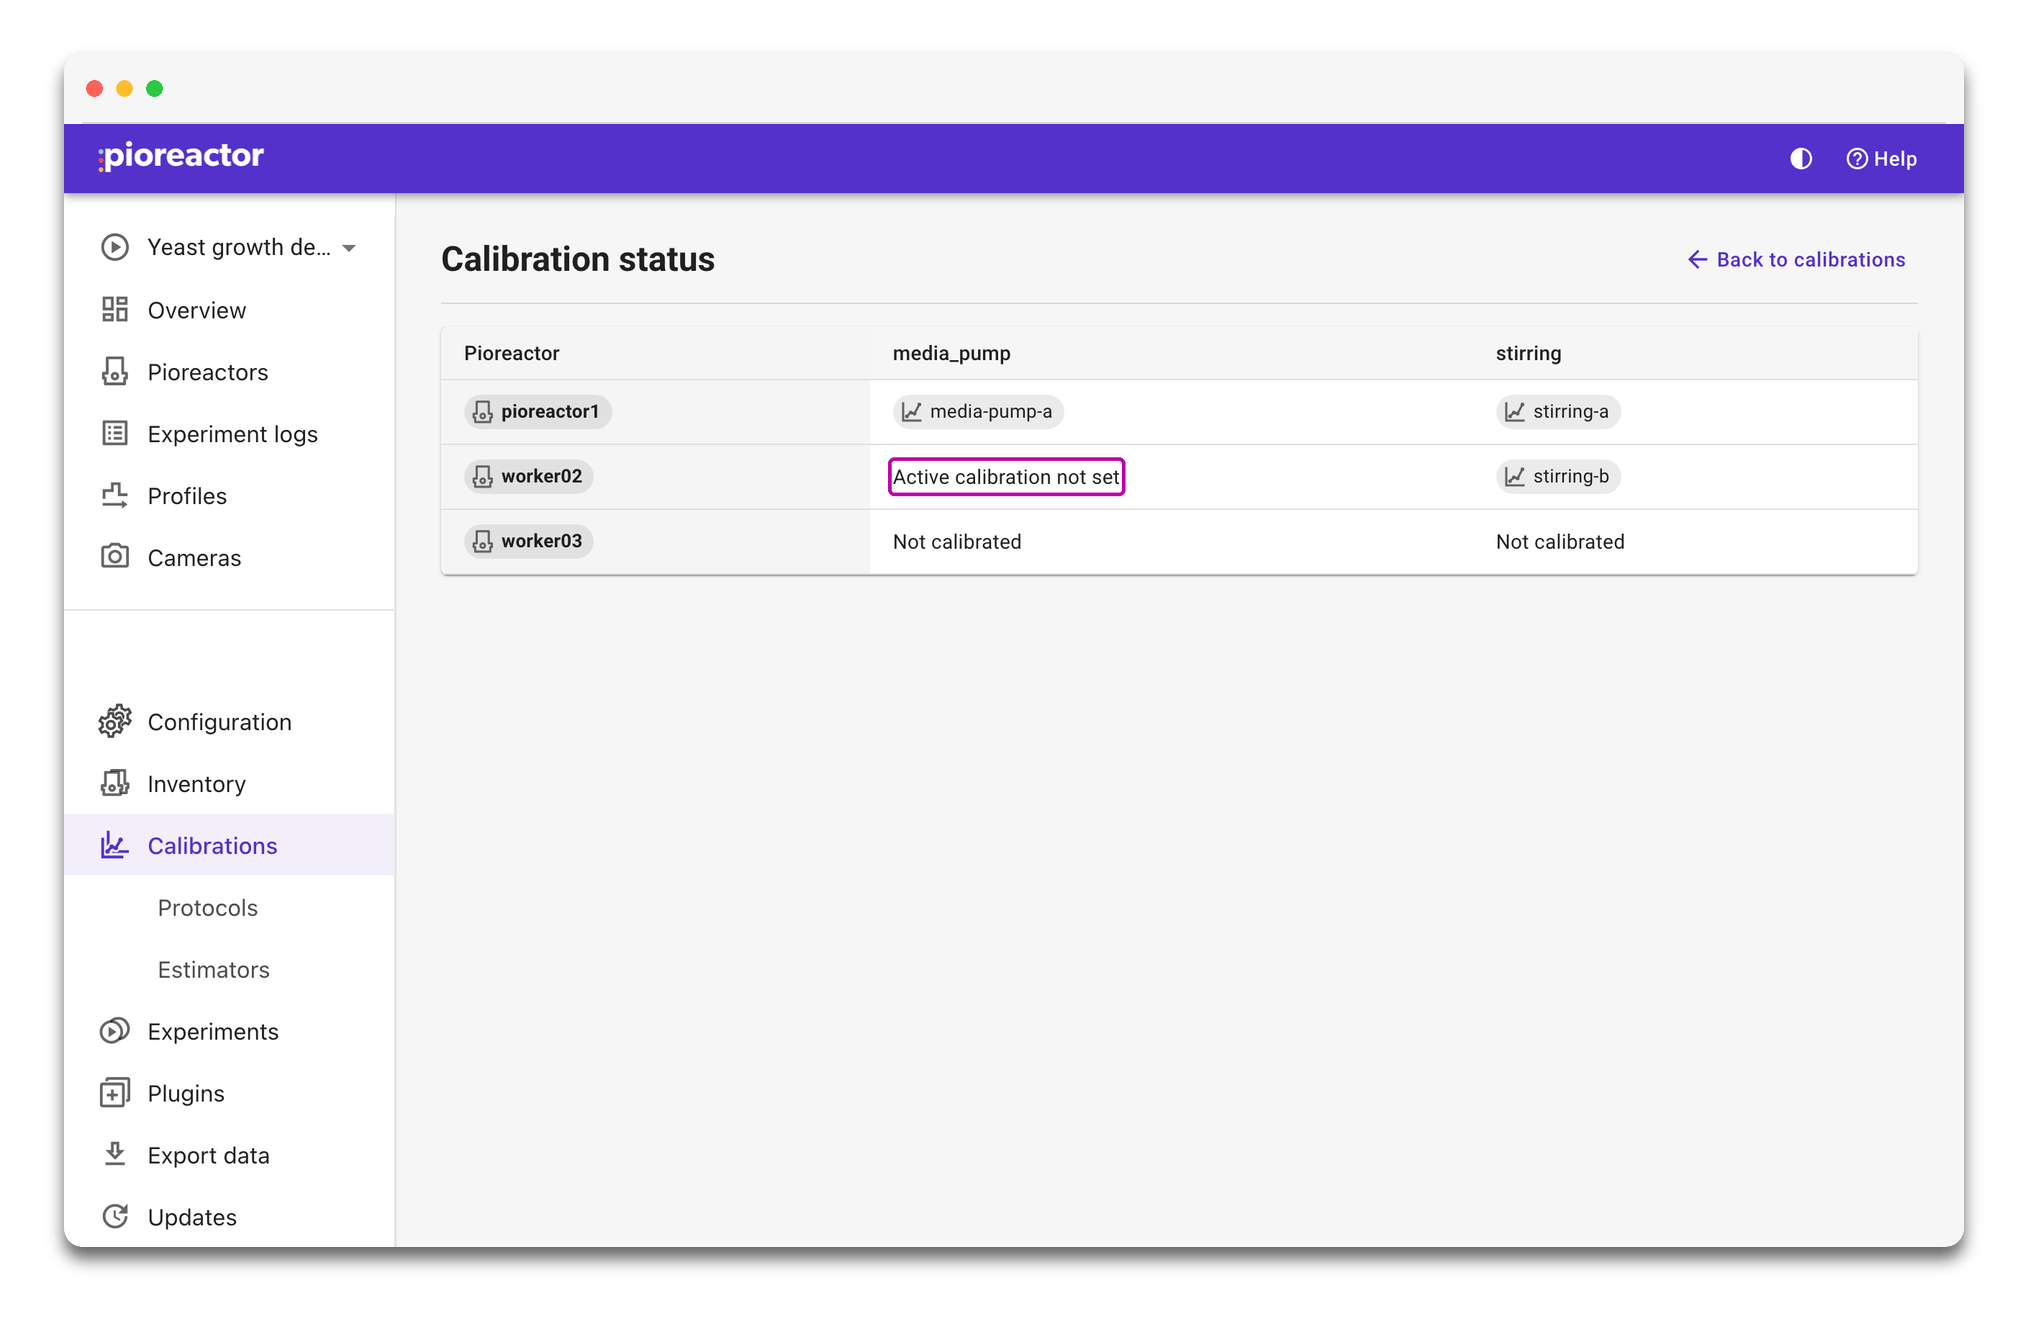 pioreactor
Help
Yeast growth de...
Overview
Pioreactors
Experiment logs
Profiles
Cameras
Configuration
Inventory
Calibrations
Protocols
Estimators
Experiments
Plugins
Export data
Updates
Calibration status
Back to calibrations
Pioreactor media_pump stirring
pioreactor1 media-pump-a stirring-a
worker02 Active calibration not set stirring-b
worker03 Not calibrated Not calibrated